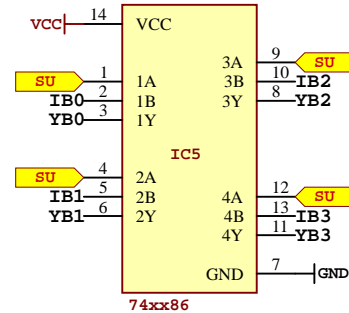 VCC 14 VCC
3A 9 SU
SU 1 1A
3B 10 IB2
IB0 2 1B
3Y 8 YB2
YB0 3 1Y
IC5
SU 4 2A
4A 12 SU
IB1 5 2B
4B 13 IB3
YB1 6 2Y
4Y 11 YB3
GND 7 GND
74xx86